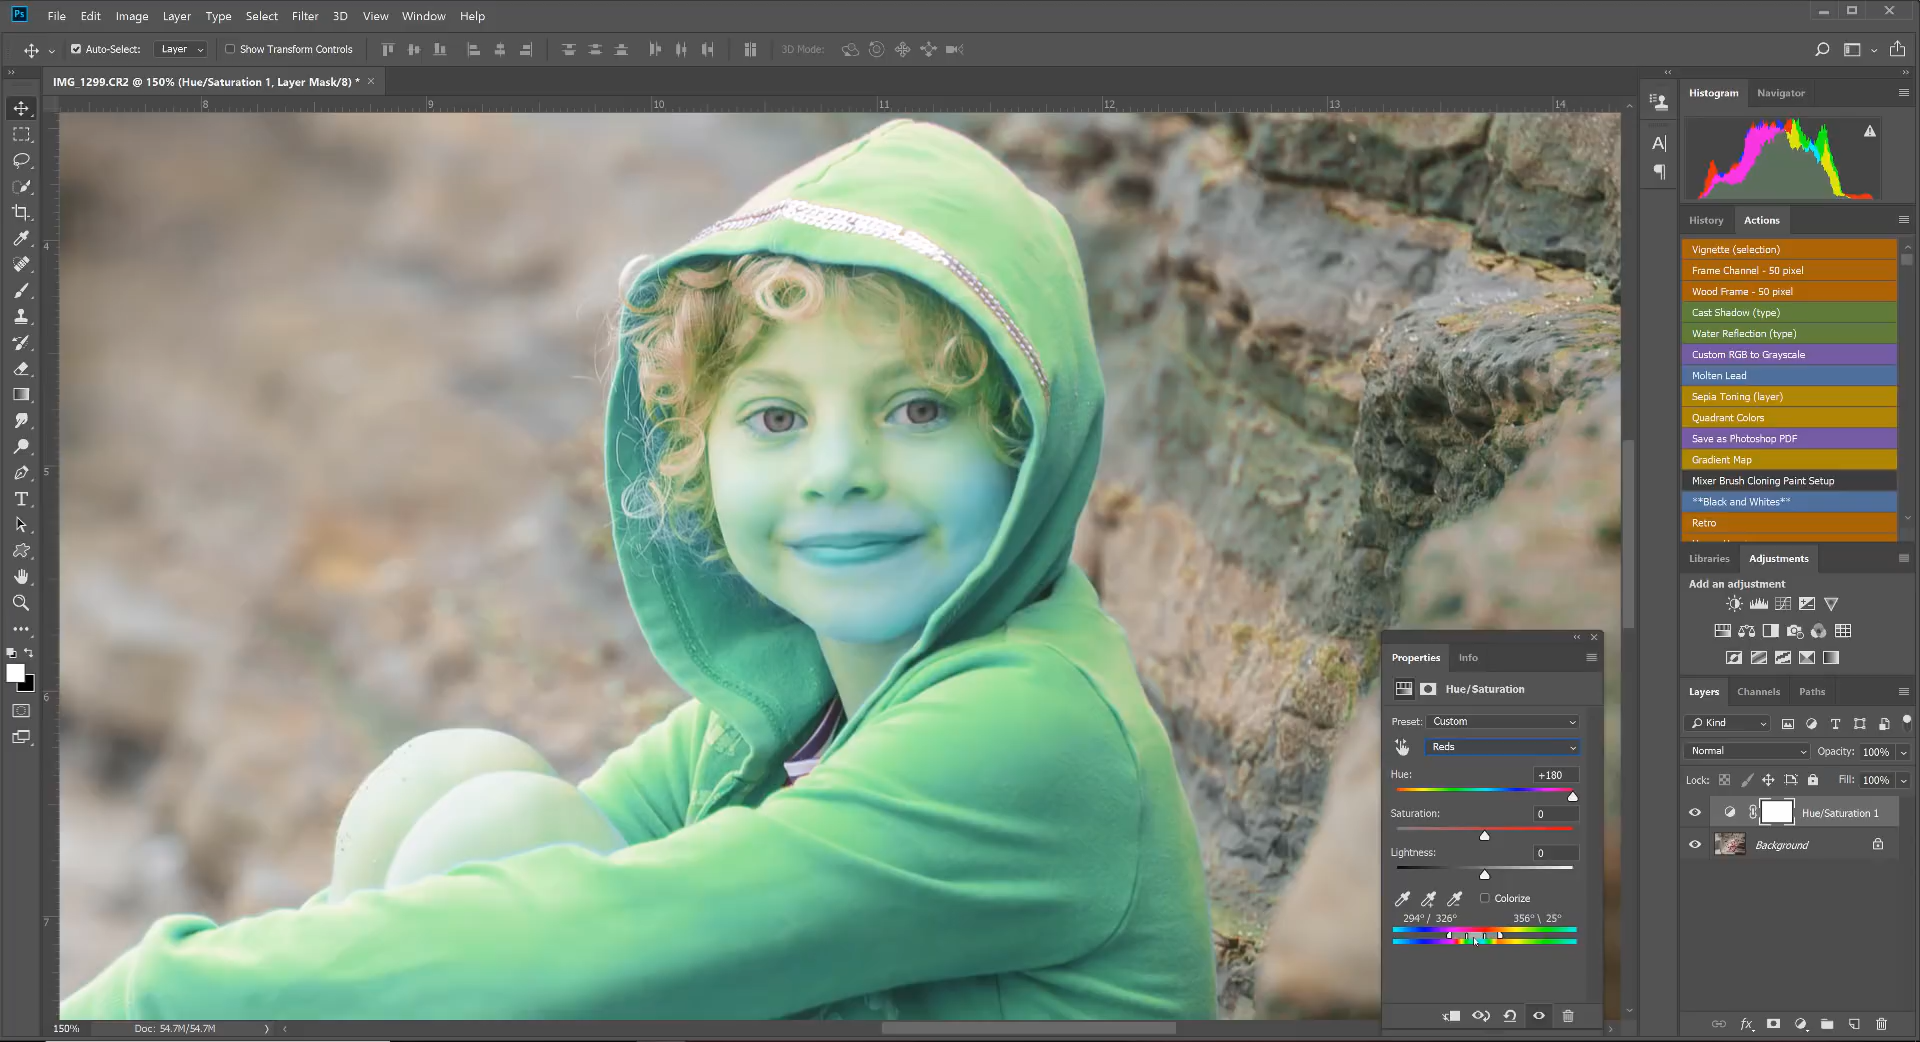 Ps File Edit Image Layer Type Select Filter 3D View Window Help
Auto-Select: Layer Show Transform Controls 3D Mode:
IMG_1299.CR2 @ 150% (Hue/Saturation 1, Layer Mask/8) * ×
8 9 10 11 12 13 14
4
5
6
7
Histogram Navigator
History Actions
Vignette (selection)
Frame Channel - 50 pixel
Wood Frame - 50 pixel
Cast Shadow (type)
Water Reflection (type)
Custom RGB to Grayscale
Molten Lead
Sepia Toning (layer)
Quadrant Colors
Save as Photoshop PDF
Gradient Map
Mixer Brush Cloning Paint Setup
**Black and Whites**
Retro
Libraries Adjustments
Add an adjustment
Properties Info
Hue/Saturation
Preset: Custom
Reds
Hue: +180
Saturation: 0
Lightness: 0
Colorize
294°/ 326° 356°\ 25°
Layers Channels Paths
Kind
Normal Opacity: 100%
Lock: Fill: 100%
Hue/Saturation 1
Background
150% Doc: 54.7M/54.7M